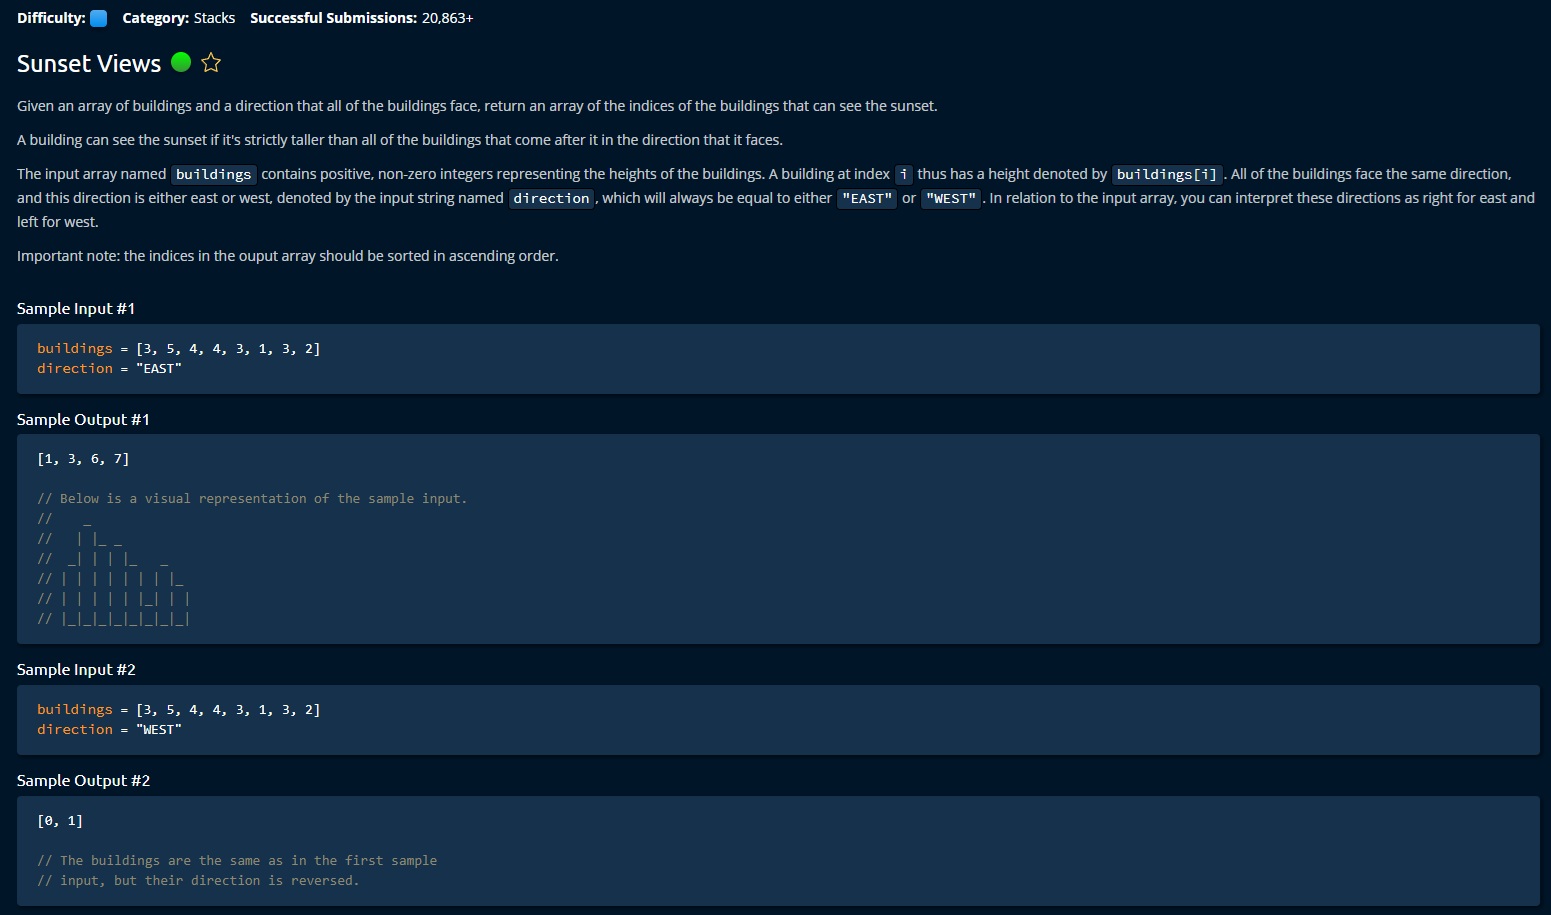 Difficulty: Category: Stacks Successful Submissions: 20,863+
Sunset Views
Given an array of buildings and a direction that all of the buildings face, return an array of the indices of the buildings that can see the sunset.
A building can see the sunset if it's strictly taller than all of the buildings that come after it in the direction that it faces.
The input array named buildings contains positive, non-zero integers representing the heights of the buildings. A building at index i thus has a height denoted by buildings[i]. All of the buildings face the same direction,
and this direction is either east or west, denoted by the input string named direction, which will always be equal to either "EAST" or "WEST". In relation to the input array, you can interpret these directions as right for east and
left for west.
Important note: the indices in the ouput array should be sorted in ascending order.
Sample Input #1
buildings = [3, 5, 4, 4, 3, 1, 3, 2]
direction = "EAST"
Sample Output #1
[1, 3, 6, 7]
// Below is a visual representation of the sample input.
//    _
//   | |_ _
//  _| | | |_   _
// | | | | | | | |_
// | | | | | |_| | |
// |_|_|_|_|_|_|_|_|
Sample Input #2
buildings = [3, 5, 4, 4, 3, 1, 3, 2]
direction = "WEST"
Sample Output #2
[0, 1]
// The buildings are the same as in the first sample
// input, but their direction is reversed.